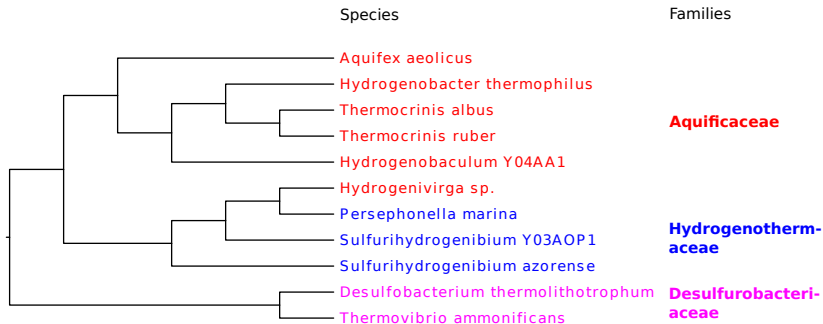 Species Families
Aquifex aeolicus
Hydrogenobacter thermophilus
Thermocrinis albus
Aquificaceae
Thermocrinis ruber
Hydrogenobaculum Y04AA1
Hydrogenivirga sp.
Persephonella marina
Hydrogenotherm-
aceae
Sulfurihydrogenibium Y03AOP1
Sulfurihydrogenibium azorense
Desulfobacterium thermolithotrophum
Desulfurobacteri-
aceae
Thermovibrio ammonificans